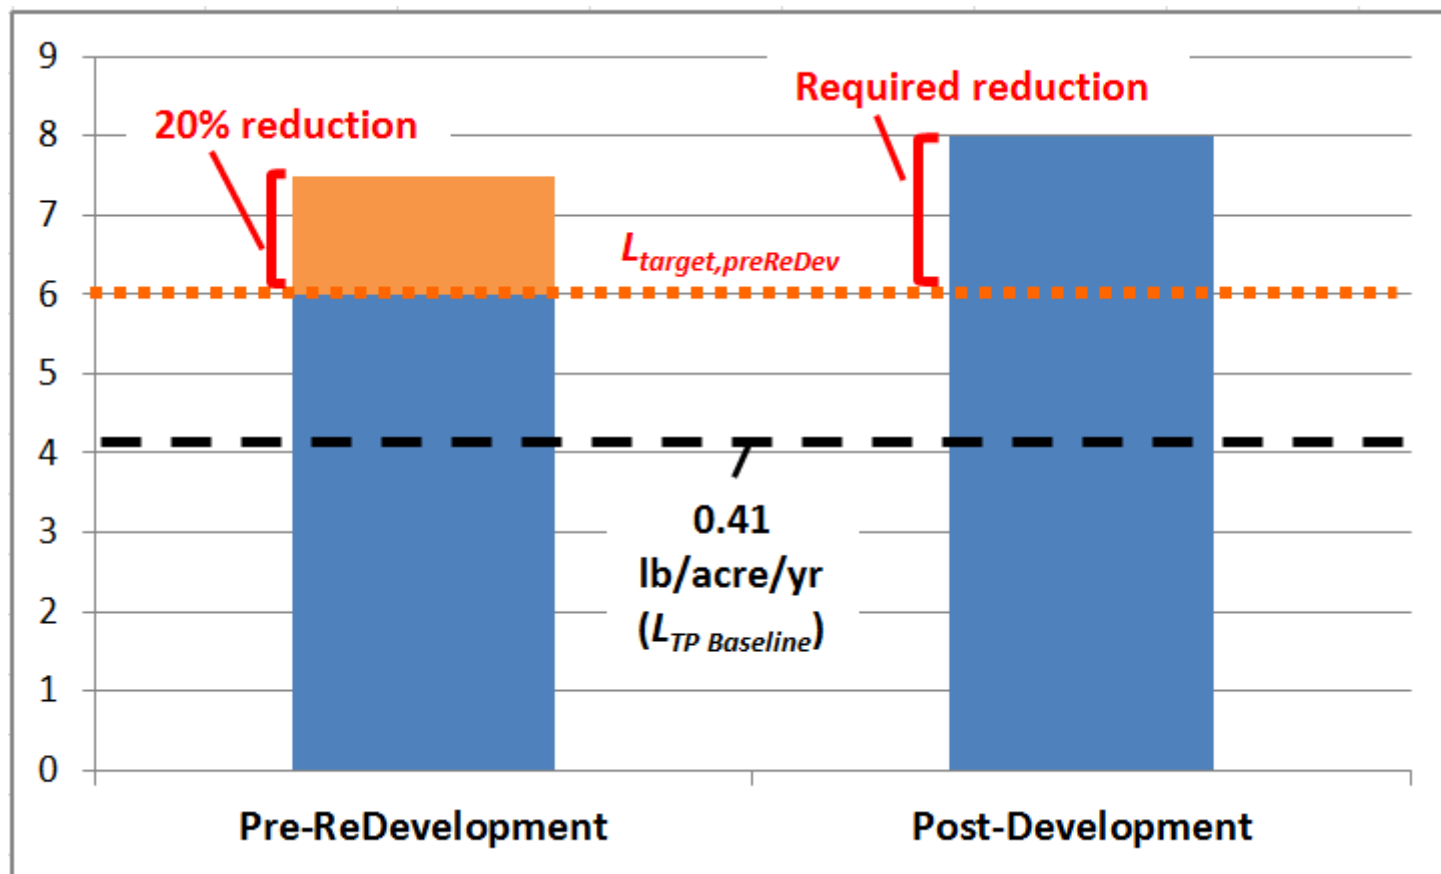 9
8
7
6
5
4
3
2
1
0
20% reduction
Required reduction
Ltarget,preReDev
0.41
lb/acre/yr
(LTP Baseline)
Pre-ReDevelopment
Post-Development